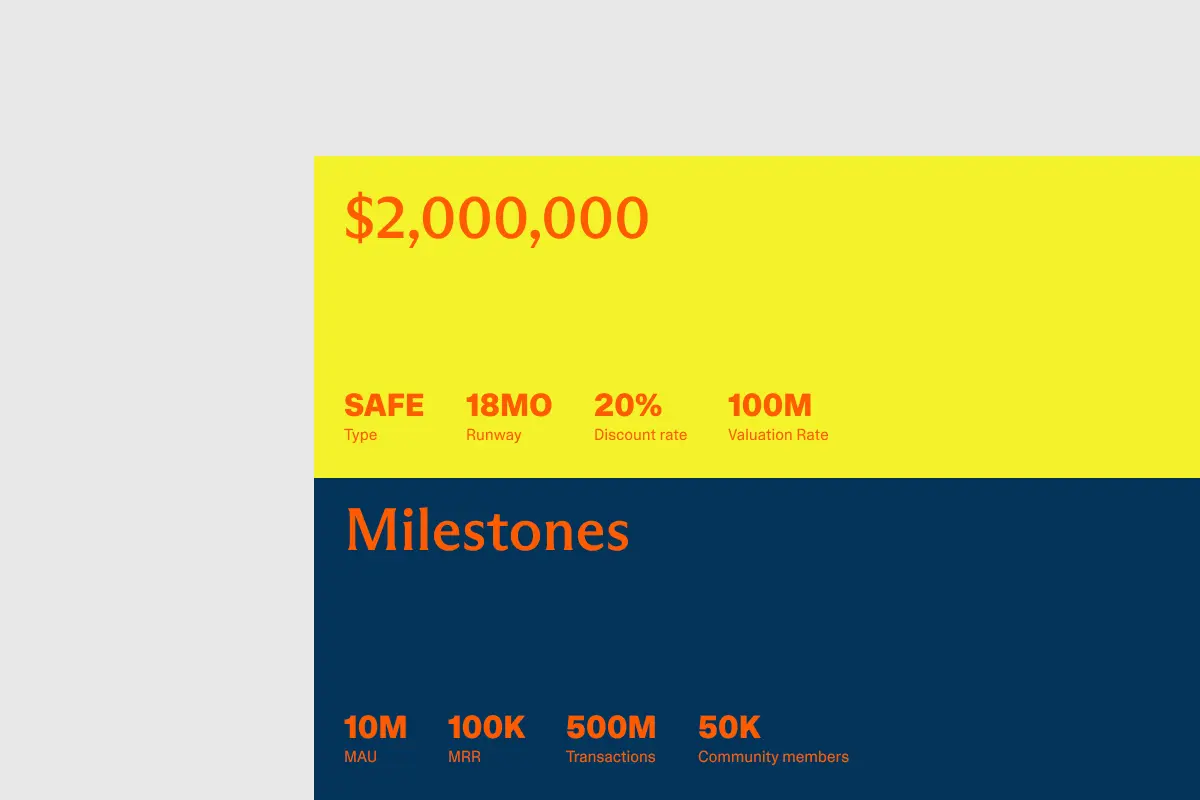 $2,000,000
SAFE 18MO 20% 100M
Type Runway Discount rate Valuation Rate
Milestones
10M 100K 500M 50K
MAU MRR Transactions Community members